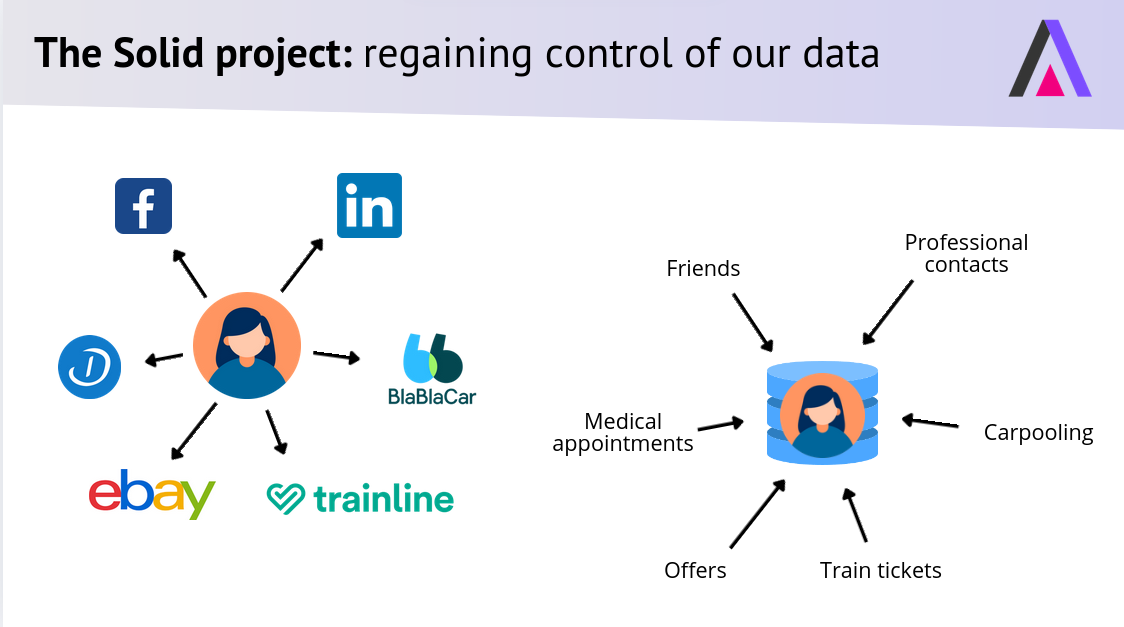 The Solid project: regaining control of our data
f
in
D
BlaBlaCar
ebay
trainline
Friends
Professional
contacts
Medical
appointments
Carpooling
Offers
Train tickets